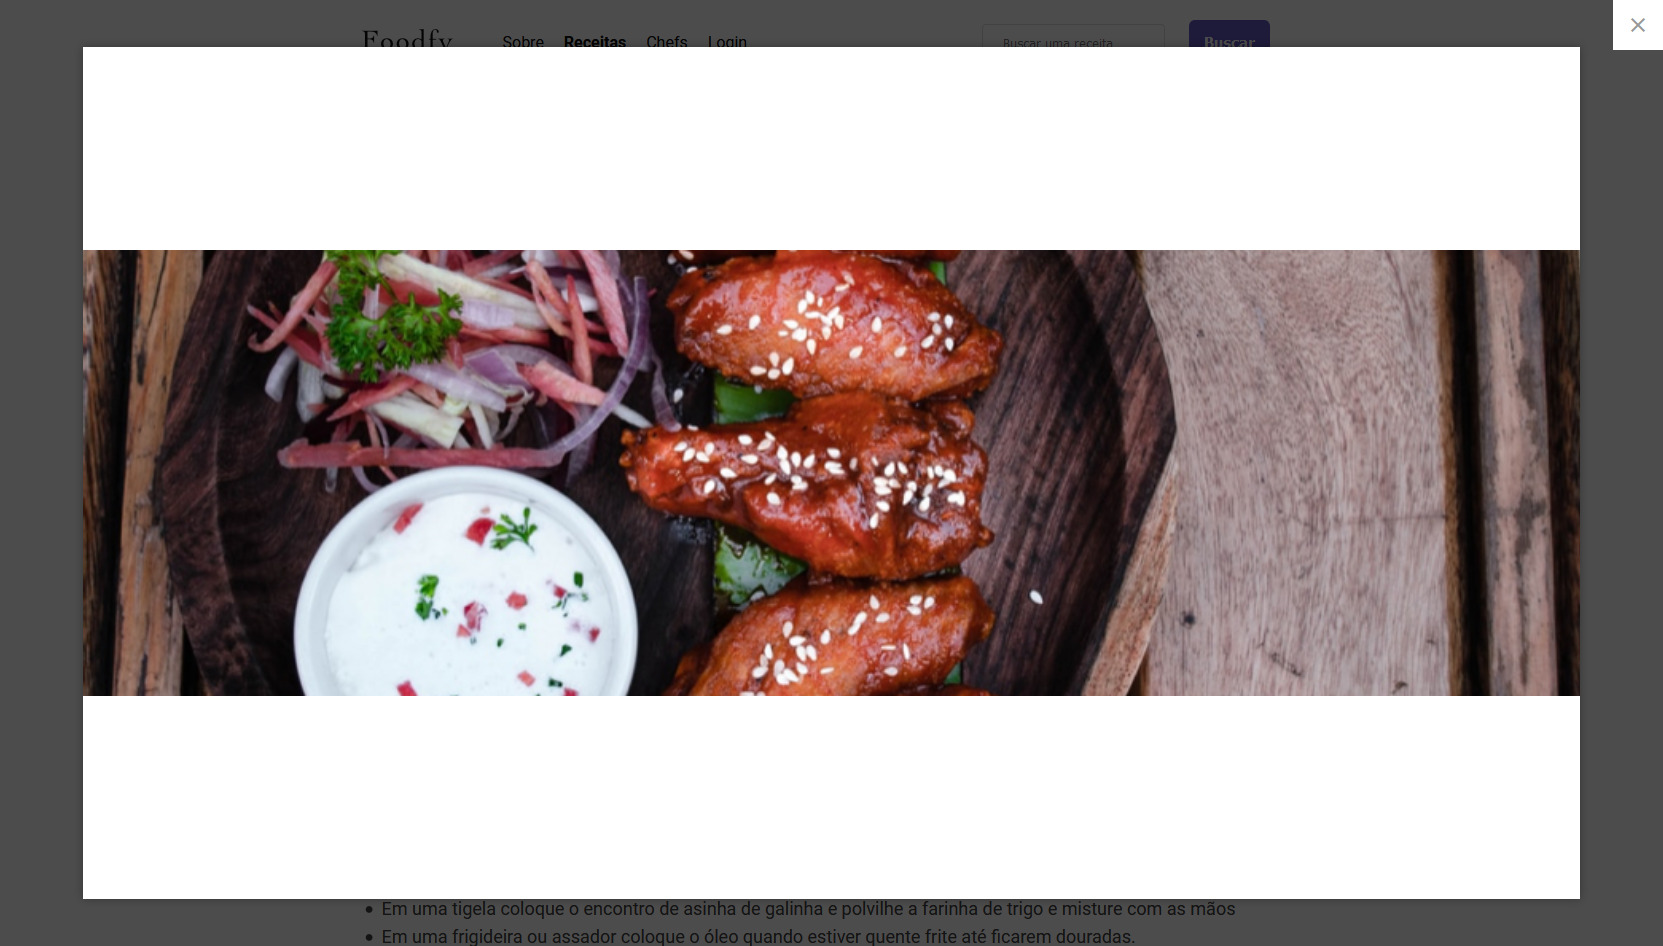 Foodfy
Sobre Receitas Chefs Login
Buscar uma receita
Buscar
Em uma tigela coloque o encontro de asinha de galinha e polvilhe a farinha de trigo e misture com as mãos
Em uma frigideira ou assador coloque o óleo quando estiver quente frite até ficarem douradas.